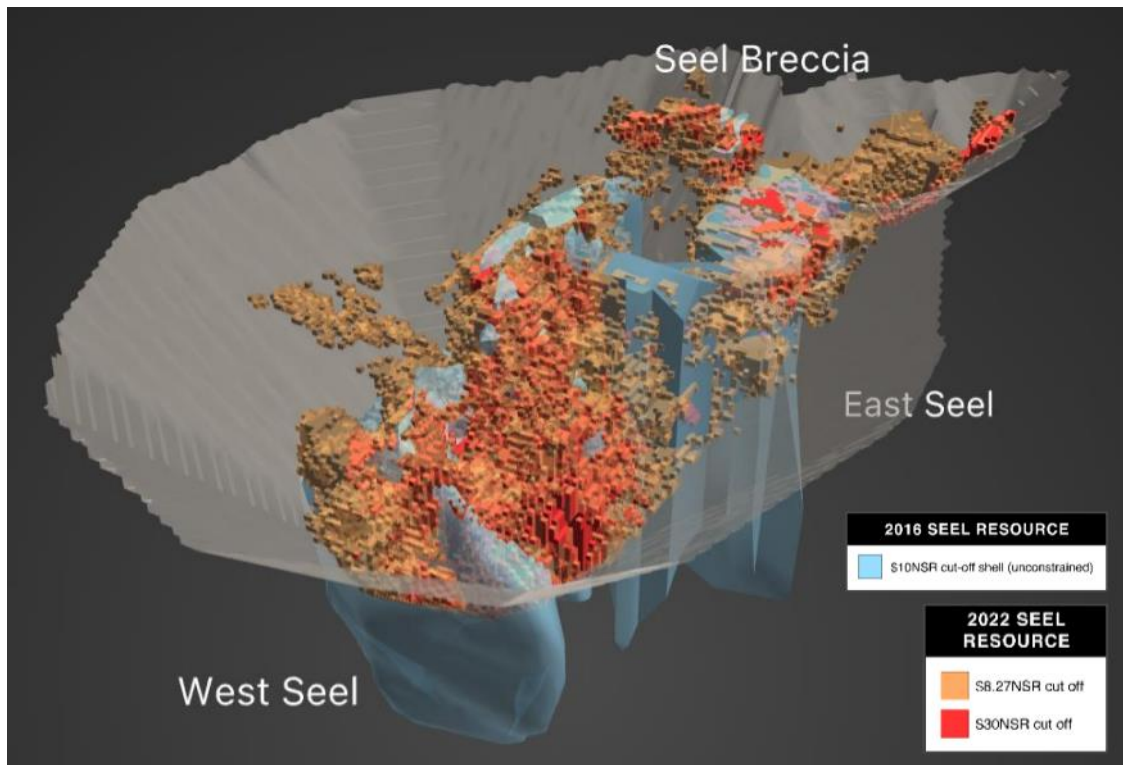 Seel Breccia
East Seel
2016 SEEL RESOURCE
$10NSR cut-off shell (unconstrained)
2022 SEEL
RESOURCE
$8.27NSR cut off
$30NSR cut off
West Seel